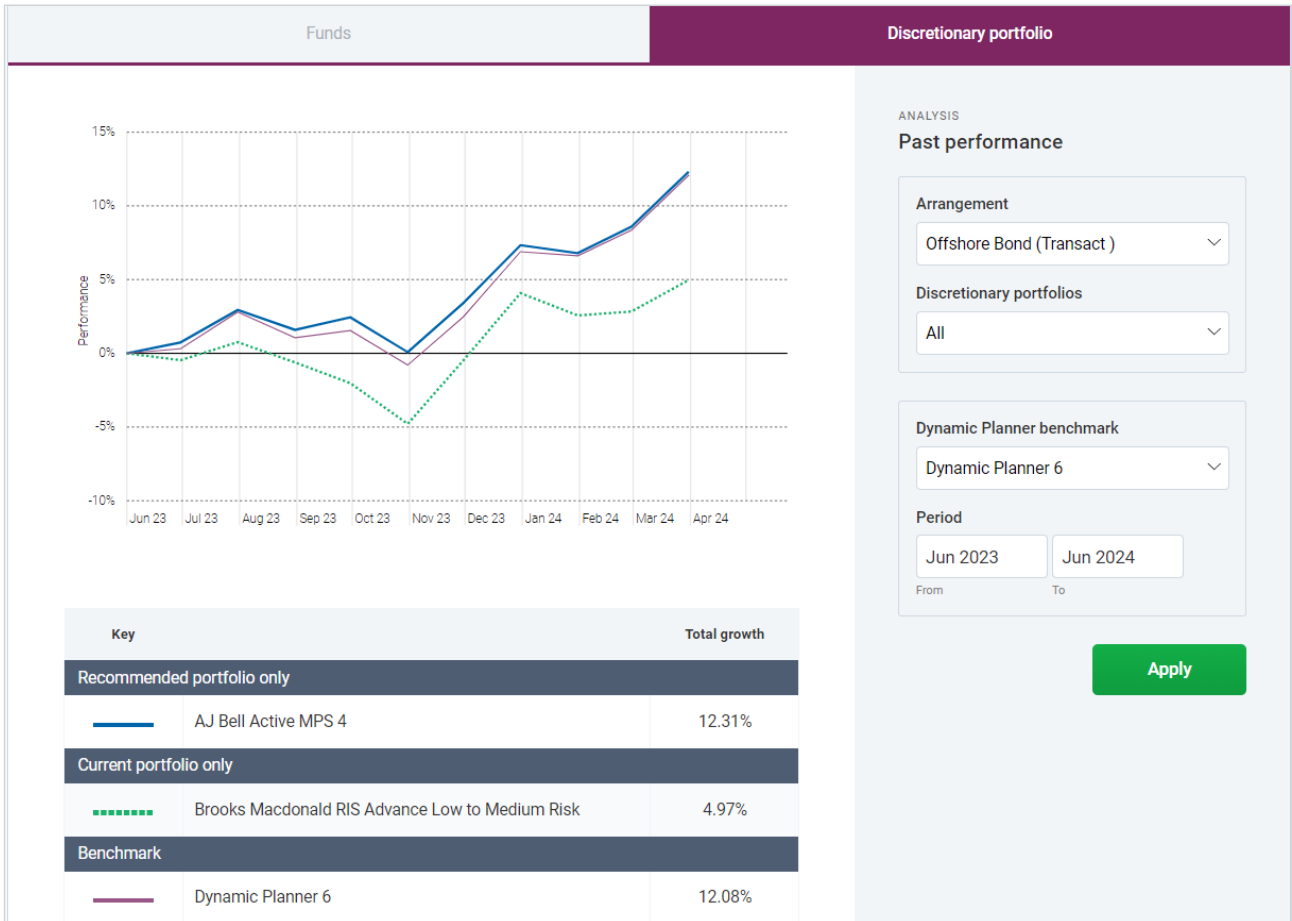 Funds
Discretionary portfolio
15%
10%
5%
0%
-5%
-10%
Performance
Jun 23 Jul 23 Aug 23 Sep 23 Oct 23 Nov 23 Dec 23 Jan 24 Feb 24 Mar 24 Apr 24
Key Total growth
Recommended portfolio only
AJ Bell Active MPS 4 12.31%
Current portfolio only
Brooks Macdonald RIS Advance Low to Medium Risk 4.97%
Benchmark
Dynamic Planner 6 12.08%
ANALYSIS
Past performance
Arrangement
Offshore Bond (Transact )
Discretionary portfolios
All
Dynamic Planner benchmark
Dynamic Planner 6
Period
Jun 2023 Jun 2024
From To
Apply